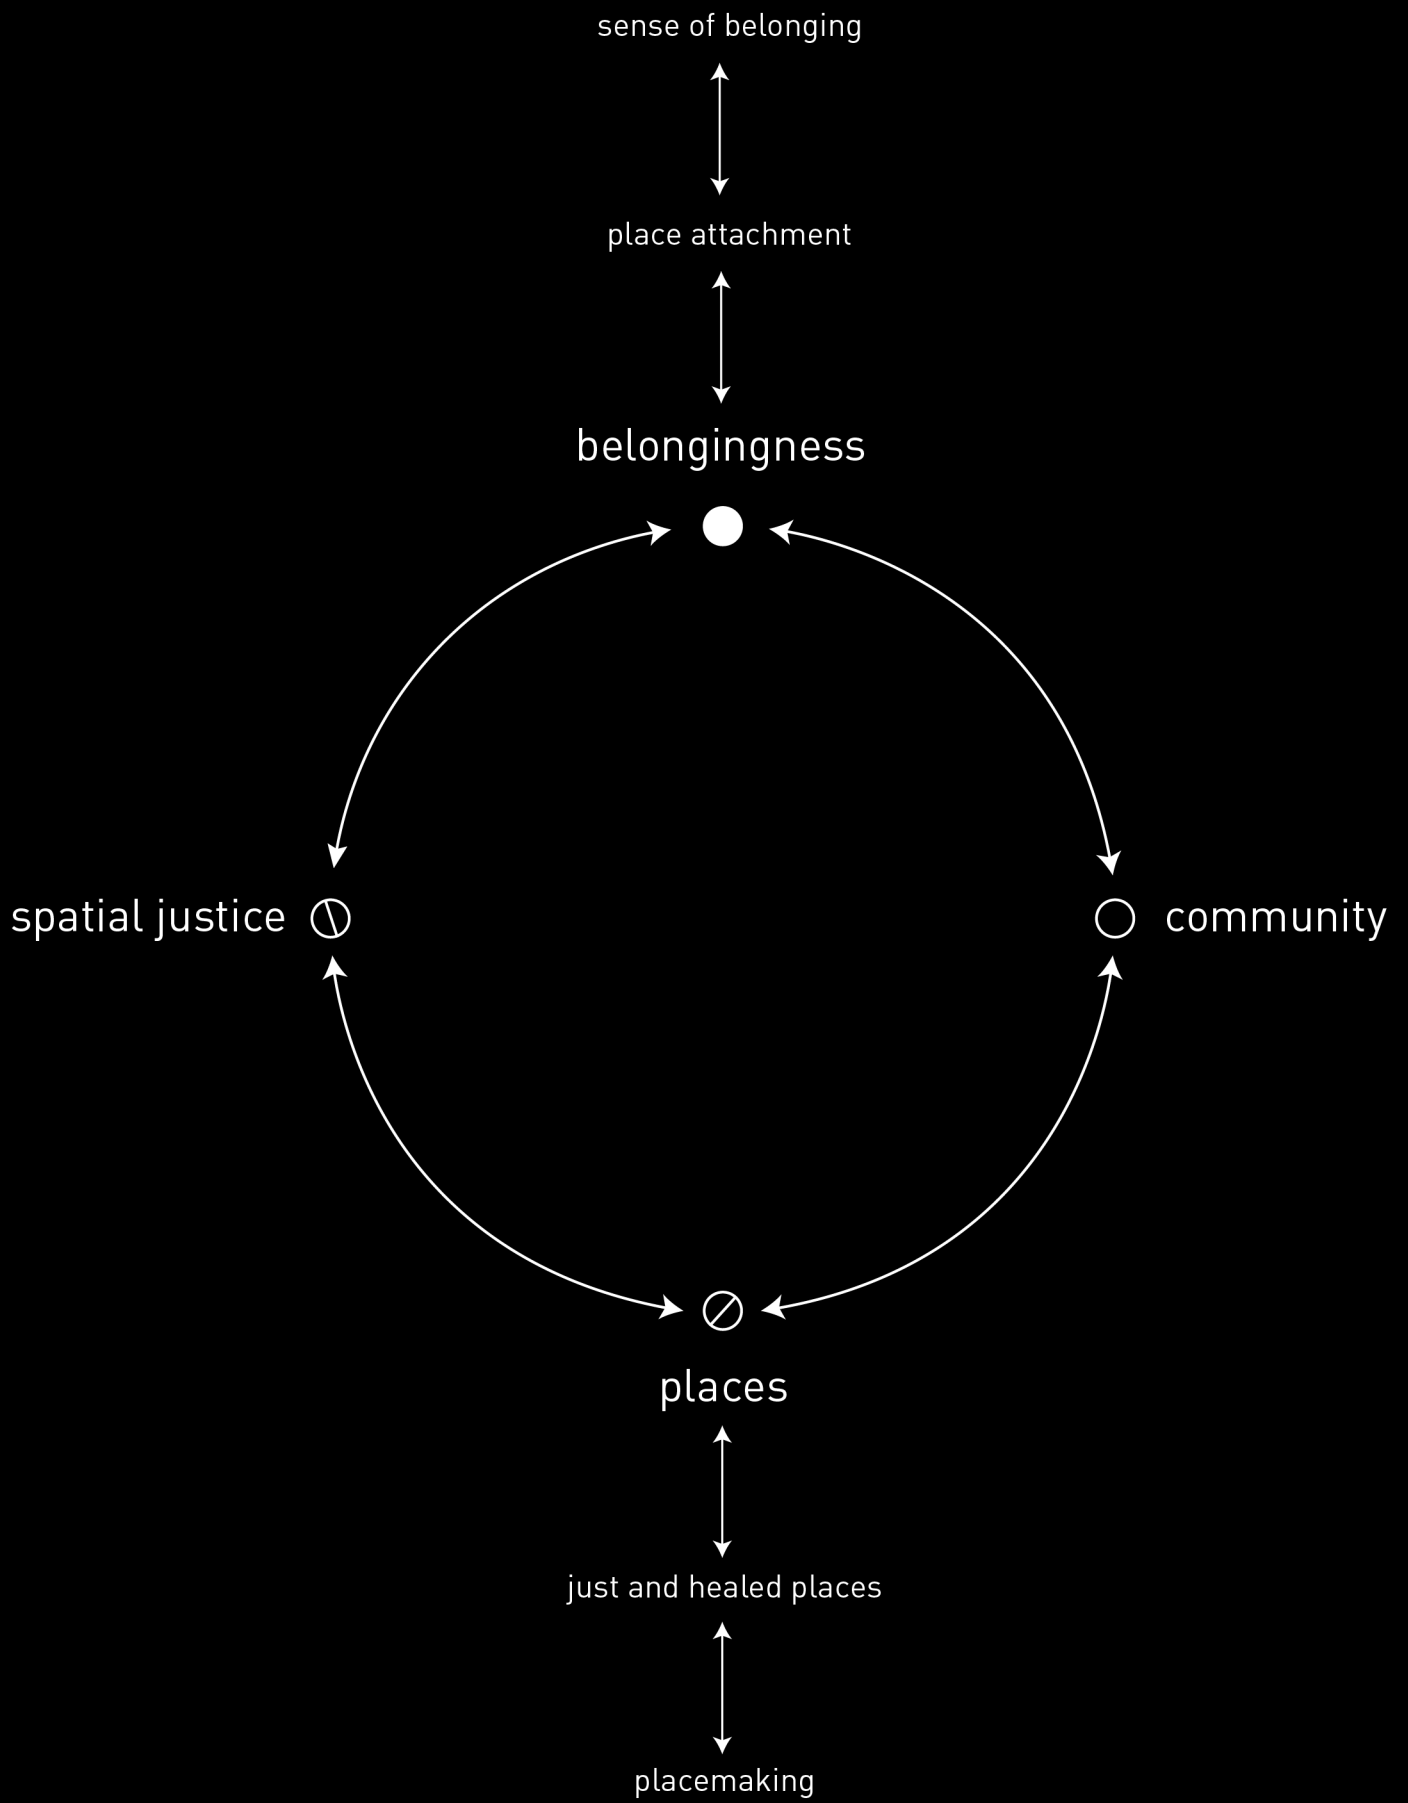 sense of belonging
place attachment
belongingness
spatial justice
community
places
just and healed places
placemaking